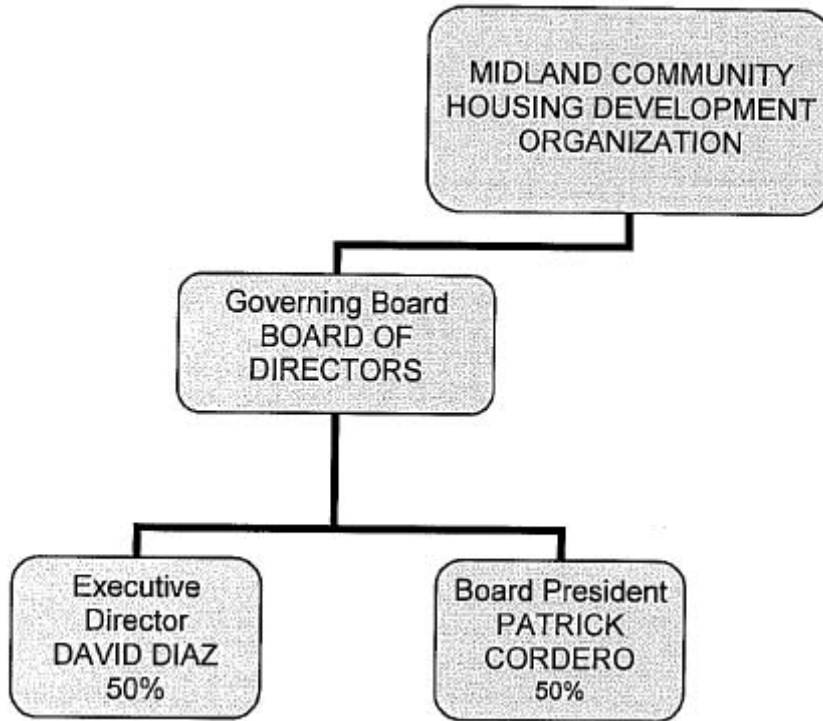 MIDLAND COMMUNITY
HOUSING DEVELOPMENT
ORGANIZATION
Governing Board
BOARD OF
DIRECTORS
Executive
Director
DAVID DIAZ
50%
Board President
PATRICK
CORDERO
50%